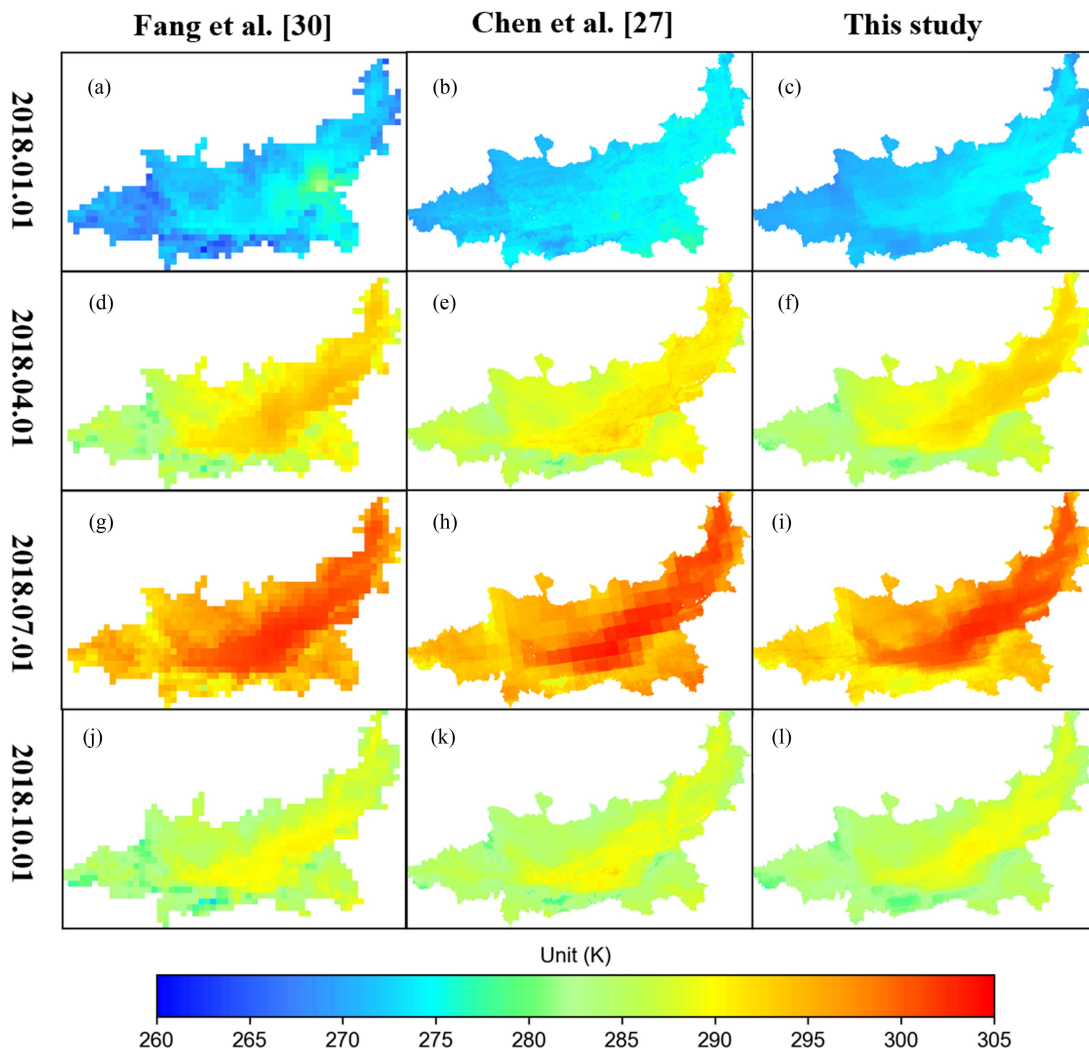 Fang et al. [30] Chen et al. [27] This study
2018.01.01
(a) (b) (c)
2018.04.01
(d) (e) (f)
2018.07.01
(g) (h) (i)
2018.10.01
(j) (k) (l)
Unit (K)
260 265 270 275 280 285 290 295 300 305